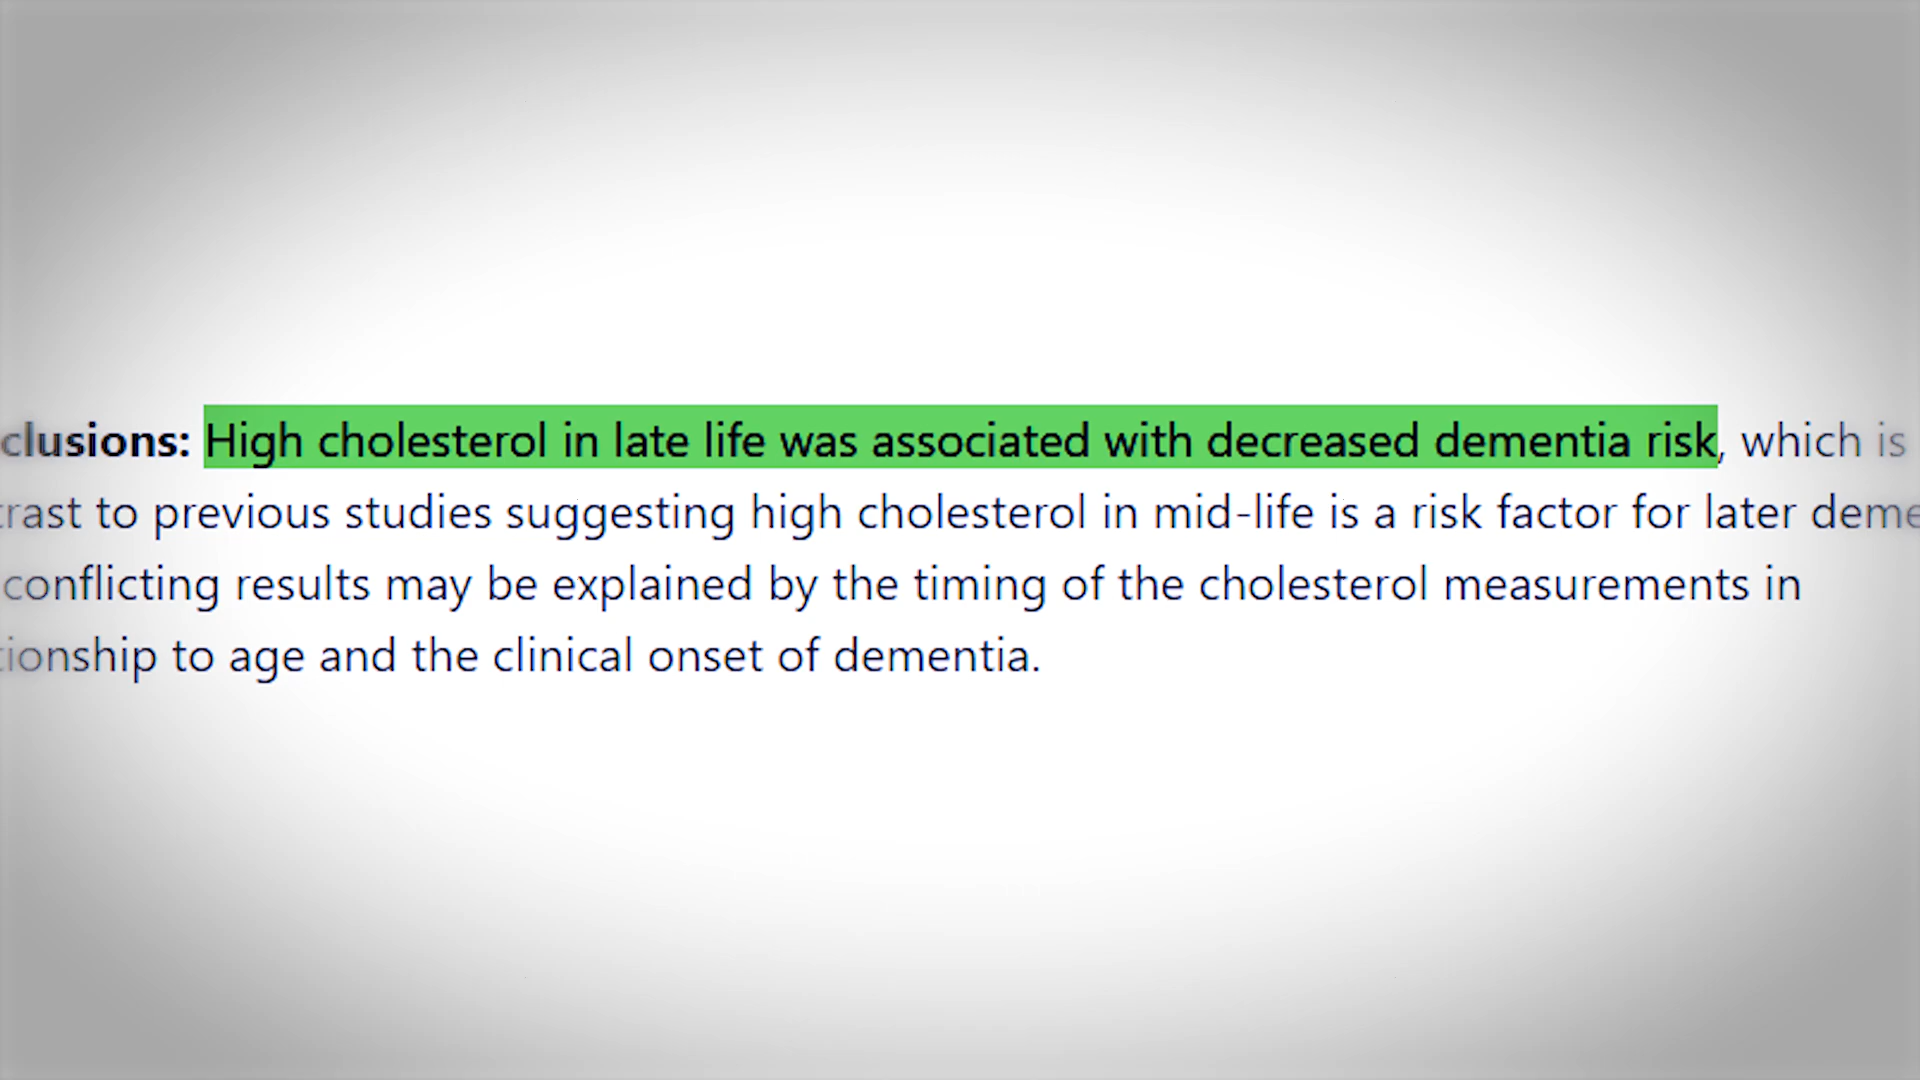 clusions: High cholesterol in late life was associated with decreased dementia risk, which is
rast to previous studies suggesting high cholesterol in mid-life is a risk factor for later deme
conflicting results may be explained by the timing of the cholesterol measurements in
ionship to age and the clinical onset of dementia.